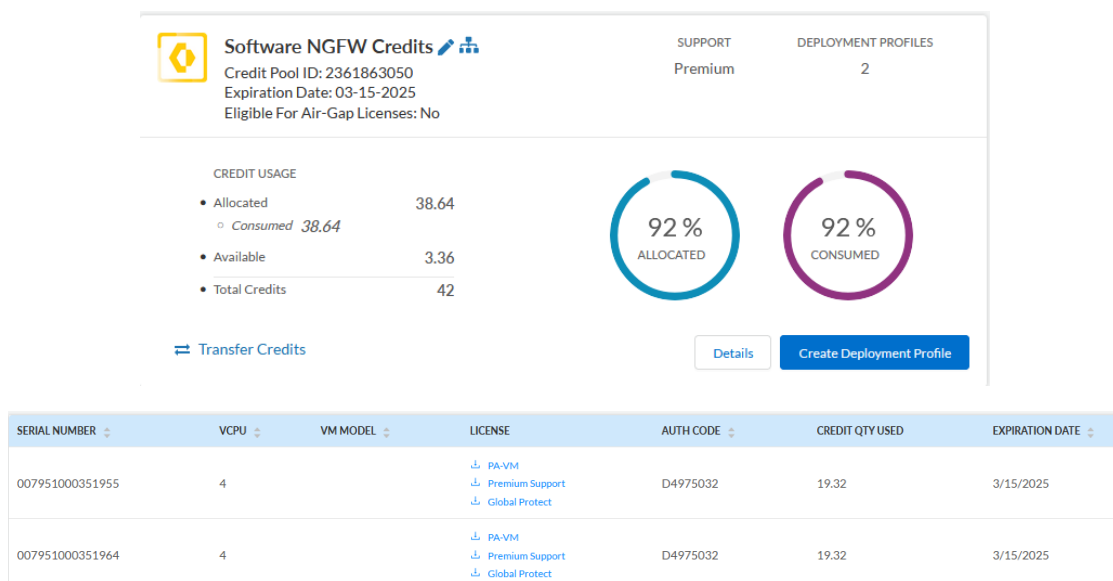 Software NGFW Credits
Credit Pool ID: 2361863050
Expiration Date: 03-15-2025
Eligible For Air-Gap Licenses: No
SUPPORT
Premium
DEPLOYMENT PROFILES
2
CREDIT USAGE
Allocated 38.64
Consumed 38.64
Available 3.36
Total Credits 42
92 %
ALLOCATED
92 %
CONSUMED
Transfer Credits
Details
Create Deployment Profile
SERIAL NUMBER VCPU VM MODEL LICENSE AUTH CODE CREDIT QTY USED EXPIRATION DATE
PA-VM
007951000351955 4 Premium Support D4975032 19.32 3/15/2025
Global Protect
PA-VM
007951000351964 4 Premium Support D4975032 19.32 3/15/2025
Global Protect